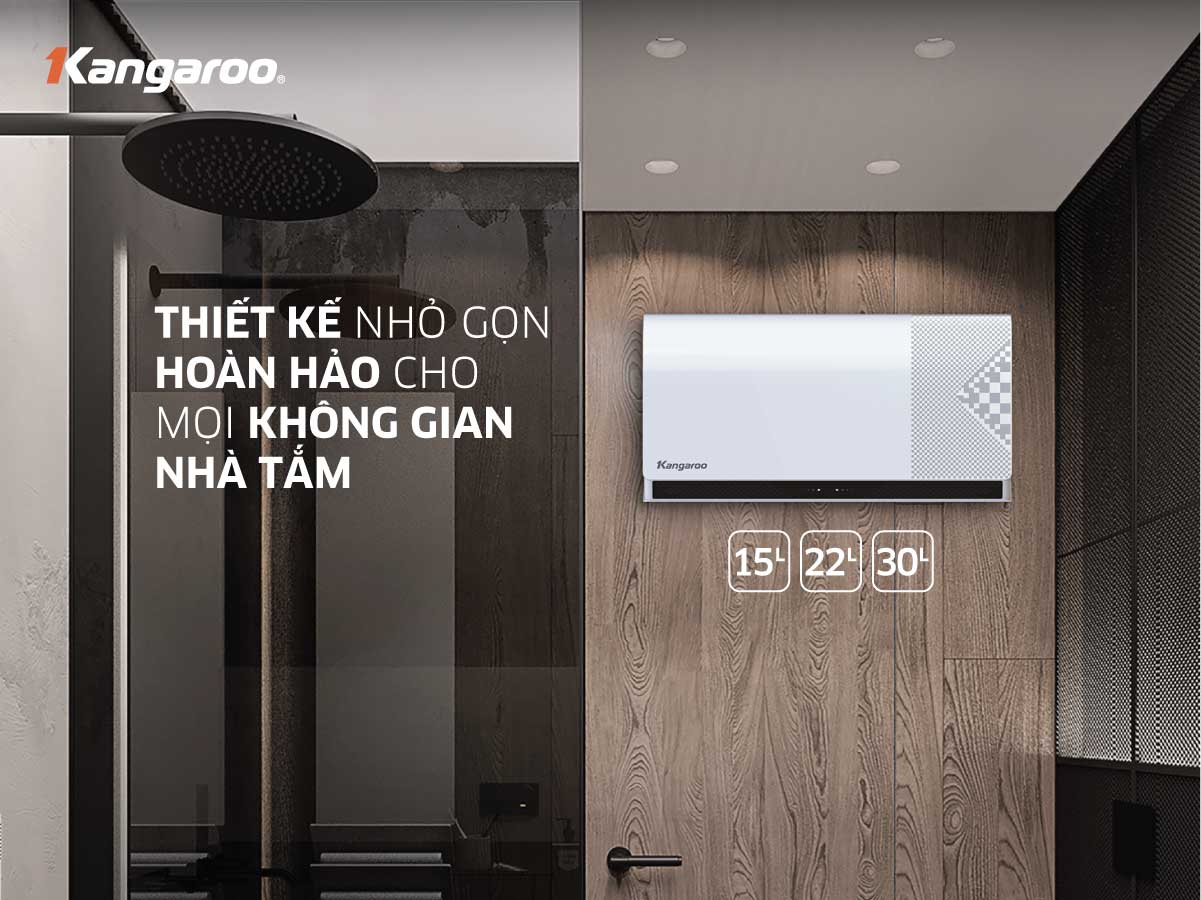 Kangaroo®
THIẾT KẾ NHỎ GỌN
HOÀN HẢO CHO
MỌI KHÔNG GIAN
NHÀ TẮM
Kangaroo
15L 22L 30L